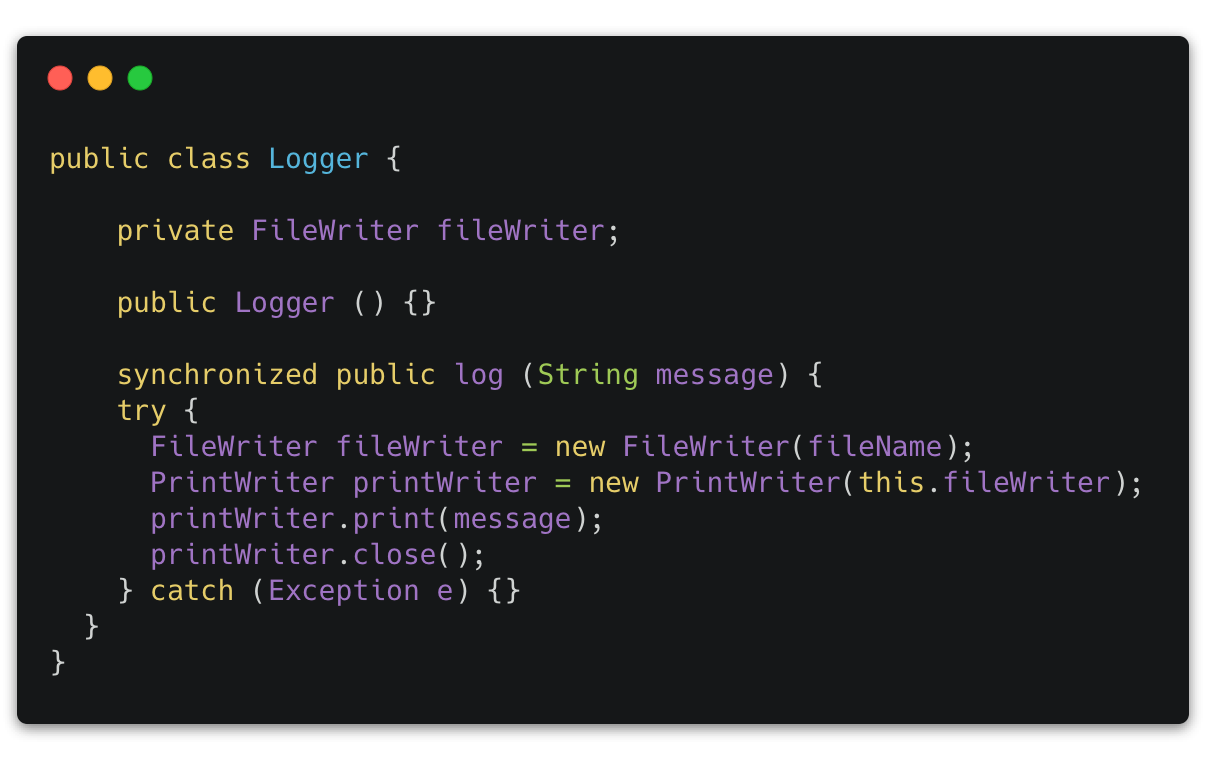 public class Logger {
private FileWriter fileWriter;
public Logger () {}
synchronized public log (String message) {
try {
FileWriter fileWriter = new FileWriter(fileName);
PrintWriter printWriter = new PrintWriter(this.fileWriter);
printWriter.print(message);
printWriter.close();
} catch (Exception e) {}
}
}